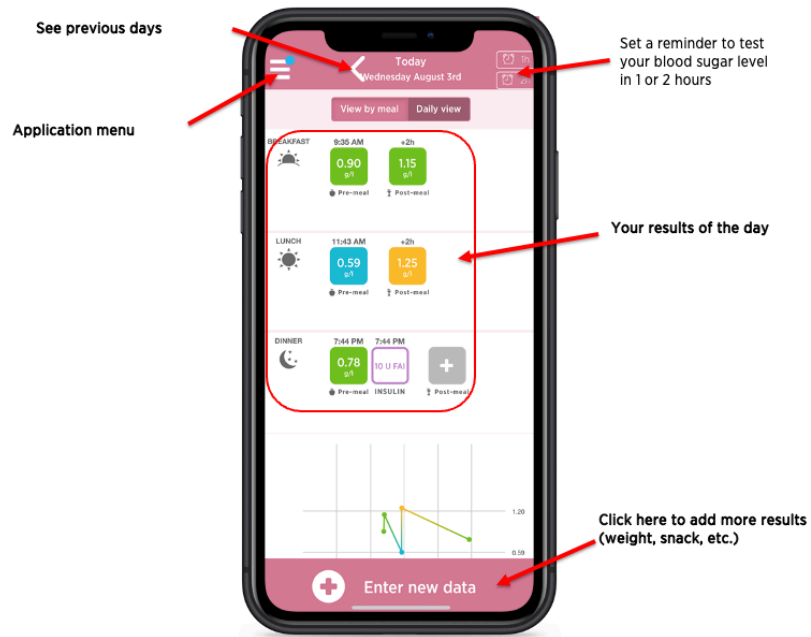 See previous days
Application menu
Set a reminder to test
your blood sugar level
in 1 or 2 hours
Today
Wednesday August 3rd
1h
2h
View by meal
Daily view
BREAKFAST
9:35 AM
+2h
0.90
g/l
1.15
g/l
Pre-meal
Post-meal
Your results of the day
LUNCH
11:43 AM
+2h
0.59
g/l
1.25
g/l
Pre-meal
Post-meal
DINNER
7:44 PM
7:44 PM
0.78
g/l
10 U FAI
+
Pre-meal
INSULIN
Post-meal
1.20
0.59
Click here to add more results
(weight, snack, etc.)
Enter new data